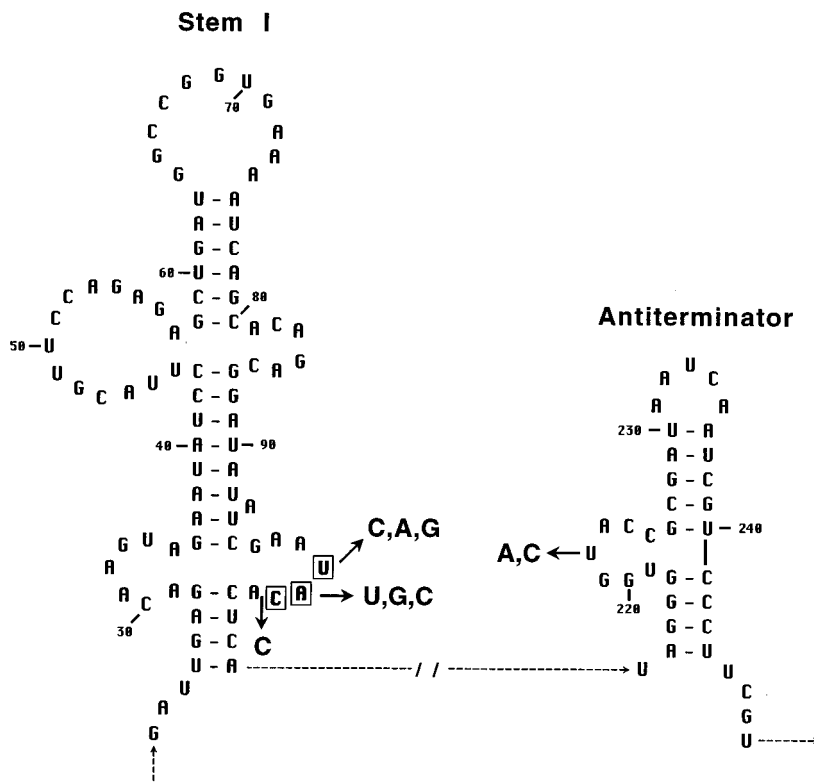 Stem I
G G U
C 70 G
C A
G A
G A
U - A
A - U
G - C
60 - U - A
C - G 80
C C A G A G A G - C A C A G
50 - U U G C A U U C - G G C A
C - G
U - A
40 - A - U - 90
U - A
A - U A
A - U
A A G U A G - C G A A U
C,A,G
A C A G - C A C A
U,G,C
30
A - U
C
G - C
U - A
U
A
G
//
Antiterminator
A A U C A
230 - U - A
A - U
G - C
C - G
A C C C G - U - 240
A,C
U G G U G - C
220
G - C
G - C
A - U
U
U C G U